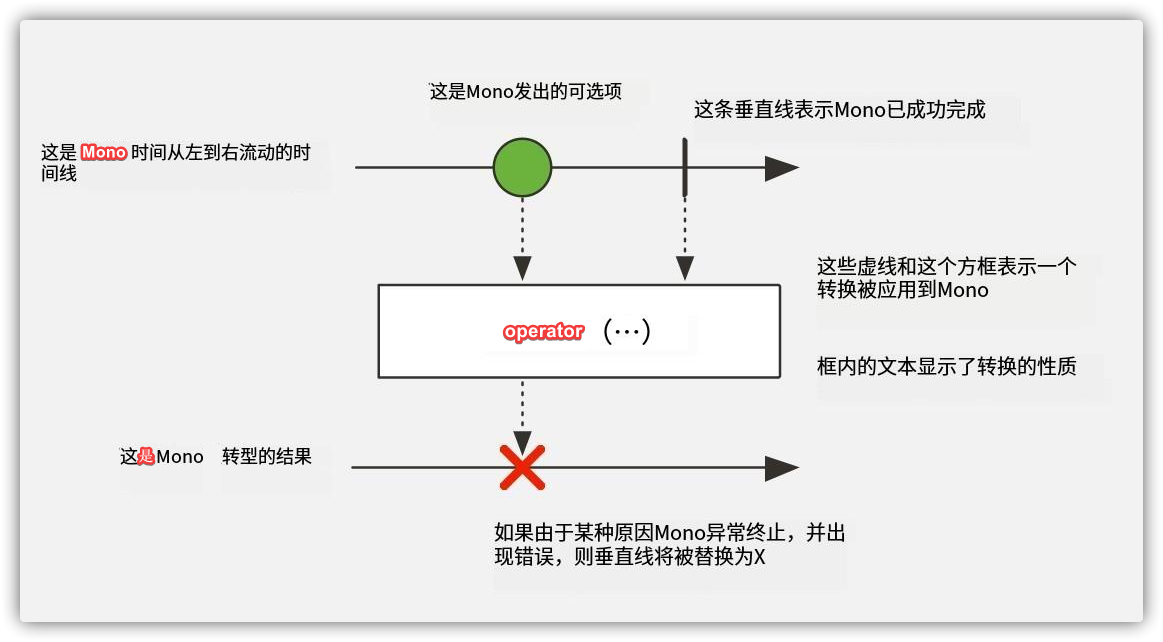 这是Mono发出的可选项
这条垂直线表示Mono已成功完成
这是 Mono 时间从左到右流动的时
间线
这些虚线和这个方框表示一个
转换被应用到Mono
operator （…）
框内的文本显示了转换的性质
这是Mono 转型的结果
如果由于某种原因Mono异常终止，并出
现错误，则垂直线将被替换为X